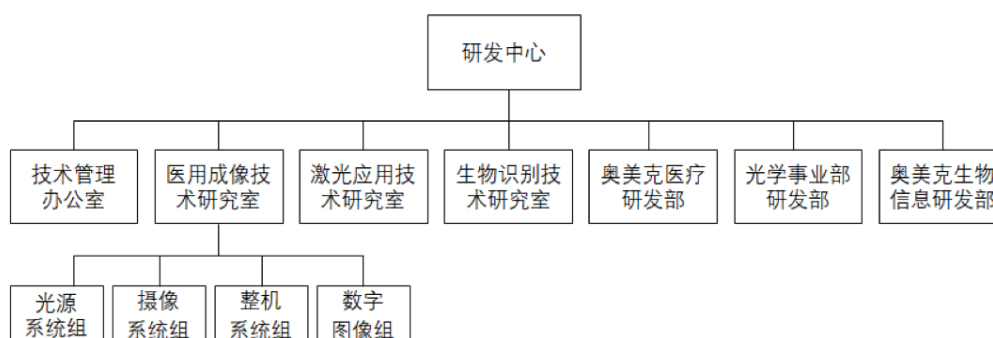 研发中心
技术管理
办公室
医用成像技
术研究室
激光应用技
术研究室
生物识别技
术研究室
奥美克医疗
研发部
光学事业部
研发部
奥美克生物
信息研发部
光源
系统组
摄像
系统组
整机
系统组
数字
图像组